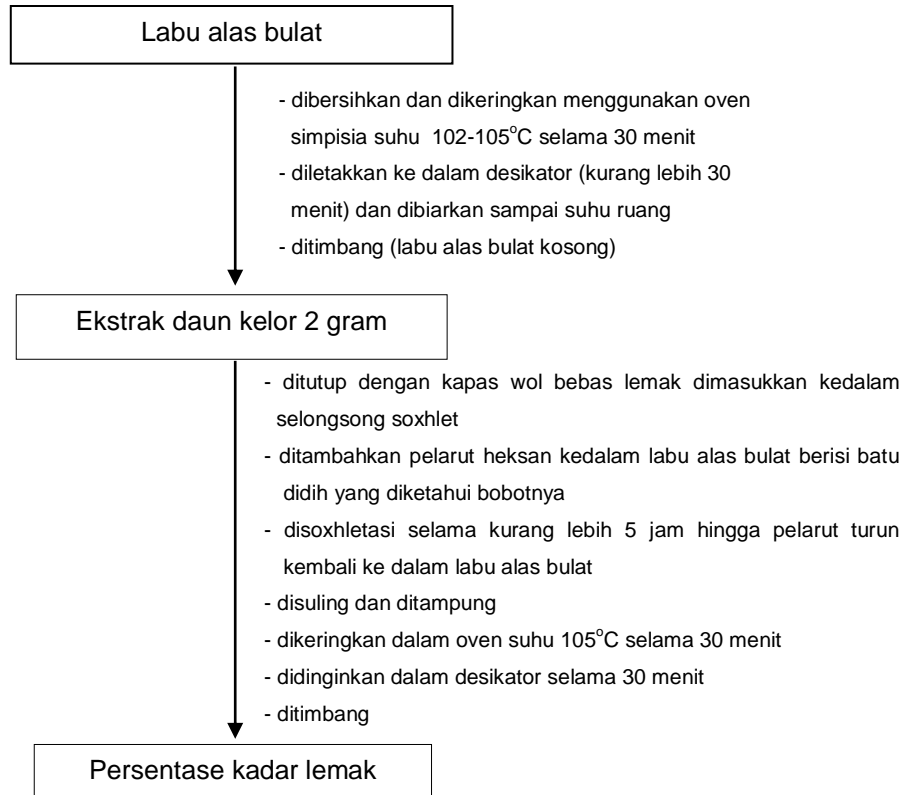 Labu alas bulat
- dibersihkan dan dikeringkan menggunakan oven
simpisia suhu 102-105°C selama 30 menit
- diletakkan ke dalam desikator (kurang lebih 30
menit) dan dibiarkan sampai suhu ruang
- ditimbang (labu alas bulat kosong)
Ekstrak daun kelor 2 gram
- ditutup dengan kapas wol bebas lemak dimasukkan kedalam
selongsong soxhlet
- ditambahkan pelarut heksan kedalam labu alas bulat berisi batu
didih yang diketahui bobotnya
- disoxhletasi selama kurang lebih 5 jam hingga pelarut turun
kembali ke dalam labu alas bulat
- disuling dan ditampung
- dikeringkan dalam oven suhu 105°C selama 30 menit
- didinginkan dalam desikator selama 30 menit
- ditimbang
Persentase kadar lemak